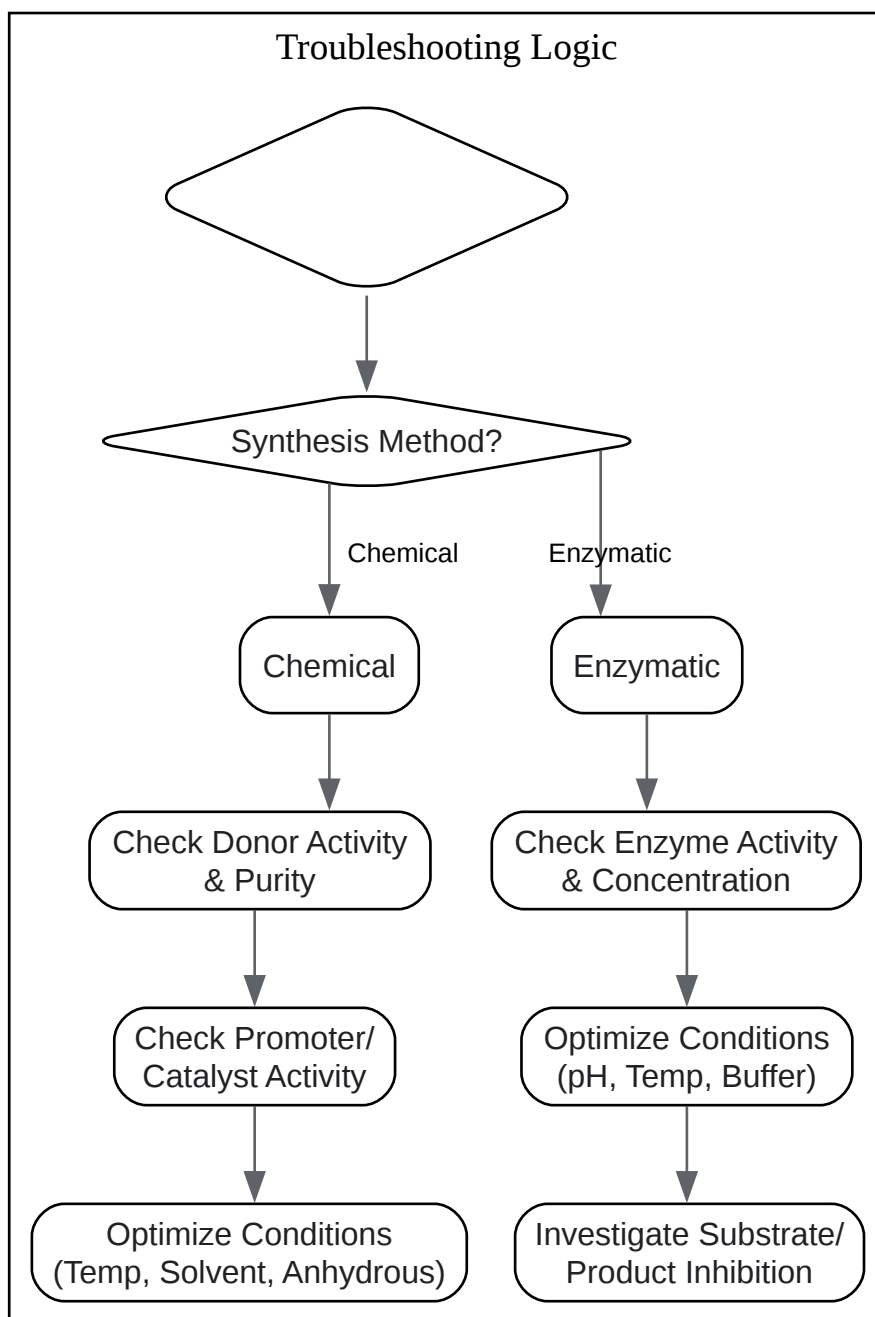 Troubleshooting Logic
Synthesis Method?
Chemical
Enzymatic
Chemical
Enzymatic
Check Donor Activity
& Purity
Check Enzyme Activity
& Concentration
Check Promoter/
Catalyst Activity
Optimize Conditions
(pH, Temp, Buffer)
Optimize Conditions
(Temp, Solvent, Anhydrous)
Investigate Substrate/
Product Inhibition